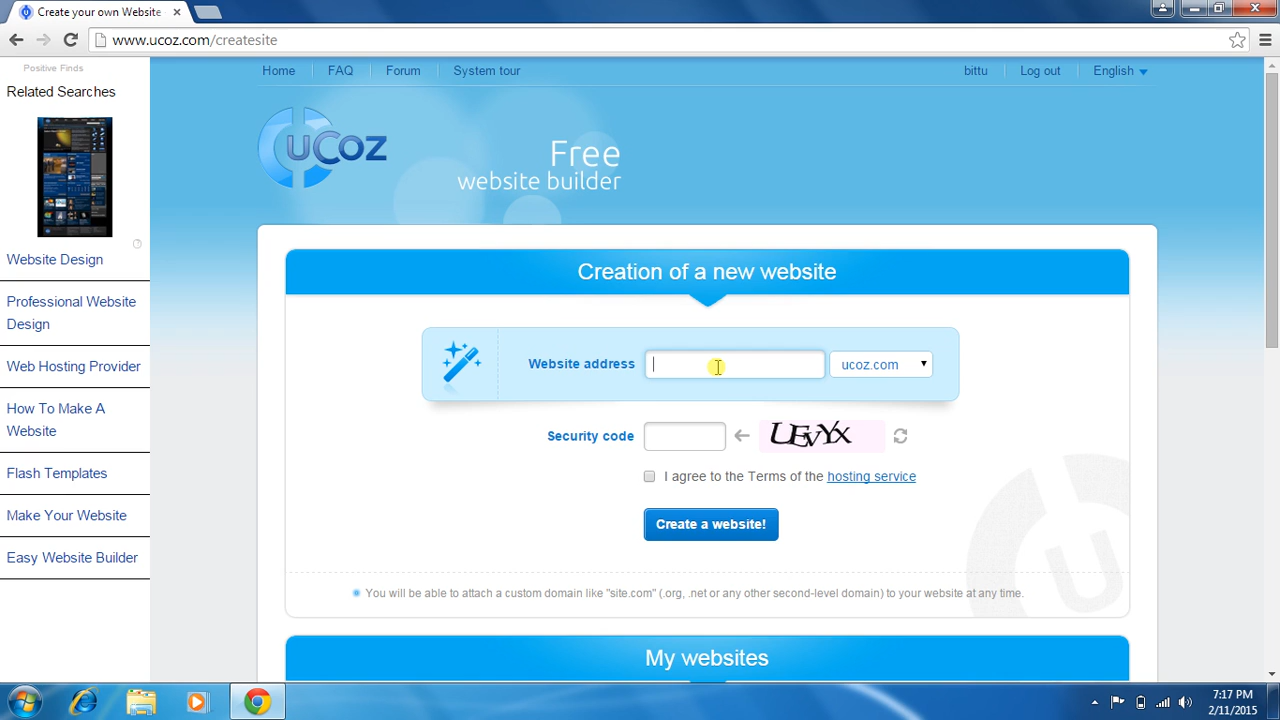 Create your own Website
www.ucoz.com/createsite
Positive Finds
Related Searches
Website Design
Professional Website
Design
Web Hosting Provider
How To Make A
Website
Flash Templates
Make Your Website
Easy Website Builder
Home
FAQ
Forum
System tour
bittu
Log out
English
uCOZ
Free
website builder
Creation of a new website
Website address
ucoz.com
Security code
I agree to the Terms of the hosting service
Create a website!
You will be able to attach a custom domain like "site.com" (.org, .net or any other second-level domain) to your website at any time.
My websites
7:17 PM
2/11/2015